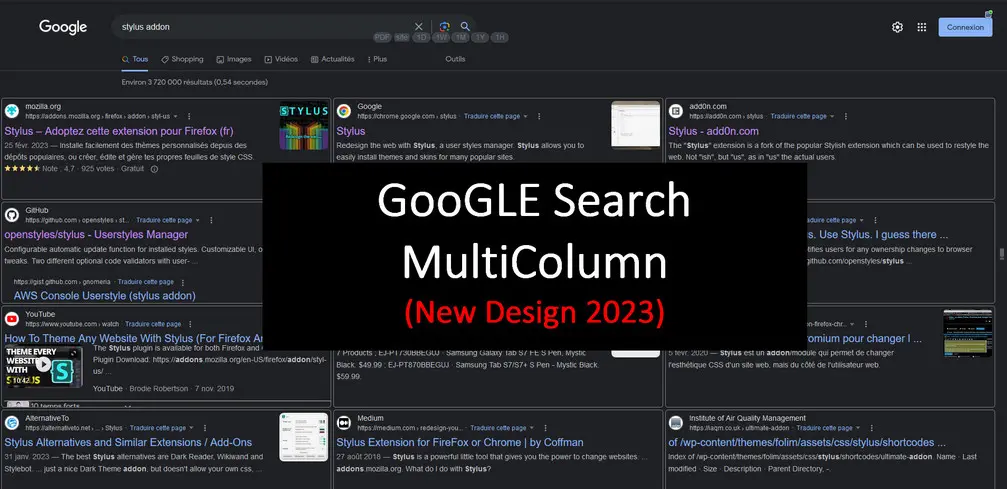 Google
stylus addon
PDF site 1D 1W 1M 1Y 1H
Connexion
Tous Shopping Images Vidéos Actualités Plus Outils
Environ 3 720 000 résultats (0,54 secondes)
mozilla.org
https://addons.mozilla.org › firefox › addon › styl-us
Stylus – Adoptez cette extension pour Firefox (fr)
25 févr. 2023 — Installe facilement des thèmes personnalisés depuis des
dépôts populaires, ou créer, édite et gère tes propres feuilles de style CSS.
Note : 4,7 · 925 votes · Gratuit
STYLUS
Google
https://chrome.google.com › stylus · Traduire cette page
Stylus
Redesign the web with Stylus, a user styles manager. Stylus allows you to
easily install themes and skins for many popular sites.
add0n.com
https://add0n.com › stylus · Traduire cette page
Stylus - add0n.com
The "Stylus" extension is a fork of the popular Stylish extension which can be used to restyle the
web. Not "ish", but "us", as in "us" the actual users.
GooGLE Search
MultiColumn
(New Design 2023)
GitHub
https://github.com › openstyles › st... · Traduire cette page
openstyles/stylus - Userstyles Manager
Configurable automatic update function for installed styles. Customizable UI, o
tweaks. Two different optional code validators with user- ...
https://gist.github.com › gnomeria · Traduire cette page
AWS Console Userstyle (stylus addon)
Traduire cette page
s. Use Stylus. I guess there ...
ntifies users for any ownership changes to browser
github.com/openstyles/stylus ...
YouTube
https://www.youtube.com › watch · Traduire cette page
How To Theme Any Website With Stylus (For Firefox An
THEME EVERY
WEBSITE
WITH
10:42
The Stylus plugin is available for both Firefox and
Plugin Download: https://addons.mozilla.org/en-US/firefox/addon/styl-
us/ ...
YouTube · Brodie Robertson · 7 nov. 2019
10 temps forts
7 Products ; EJ-PT730BBEGUJ · Samsung Galaxy Tab S7 FE S Pen, Mystic
Black: $49.99 ; EJ-PT870BBEGUJ · Samsung Tab S7/S7+ S Pen - Mystic Black.
$59.99.
en-firefox-chr...
romium pour changer l ...
5 févr. 2020 — Stylus est un addon/module qui permet de changer
l'esthétique CSS d'un site web. mais du côté de l'utilisateur web.
AlternativeTo
https://alternativeto.net › ... › Stylus · Traduire cette page
Stylus Alternatives and Similar Extensions / Add-Ons
31 janv. 2023 — The best Stylus alternatives are Dark Reader, Wikiwand and
Stylebot. ... just a nice Dark Theme addon, but doesn't allow your own css. ...
Medium
https://medium.com › redesign-you... · Traduire cette page
Stylus Extension for FireFox or Chrome | by Coffman
27 août 2018 — Stylus is a powerful little tool that gives you the power to change websites. ...
addons.mozilla.org. What do I do with Stylus?
Institute of Air Quality Management
https://iaqm.co.uk › ultimate-addon · Traduire cette page
of /wp-content/themes/folim/assets/css/stylus/shortcodes ...
Index of /wp-content/themes/folim/assets/css/stylus/shortcodes/ultimate-addon. Name · Last
modified · Size · Description · Parent Directory, -.